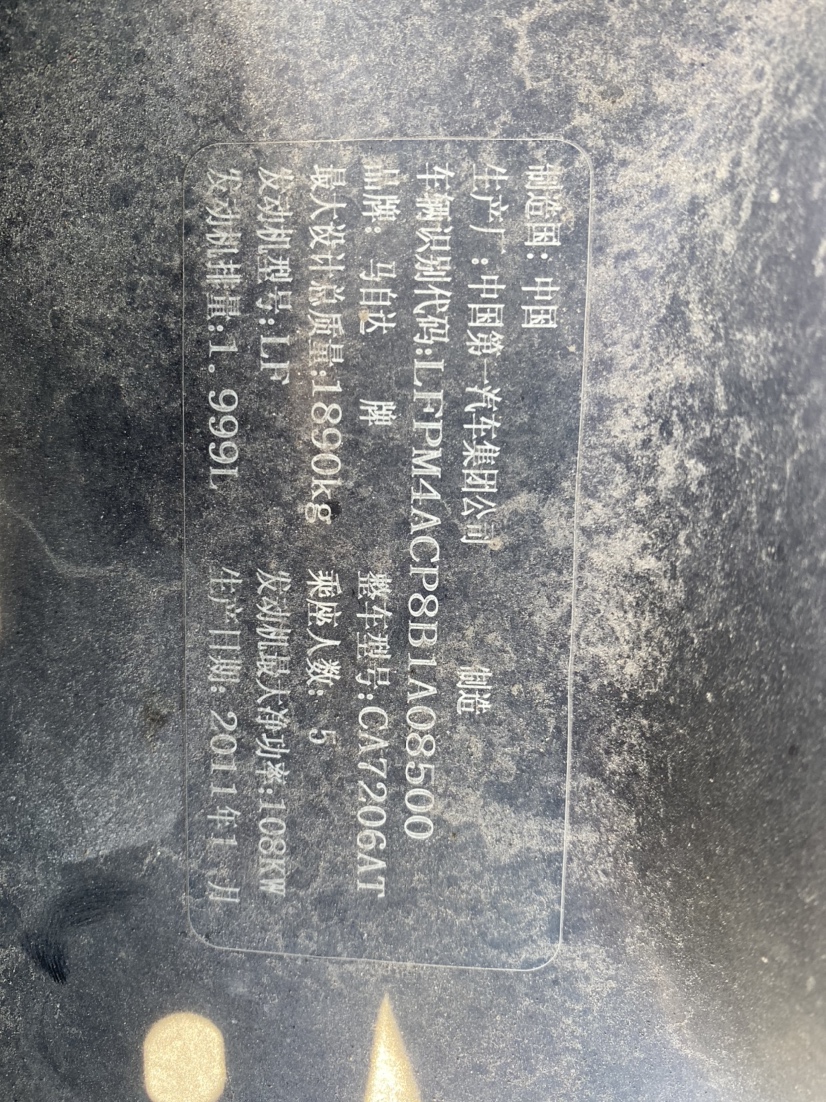 制造国: 中国
生产厂:中国第一汽车集团公司 制造
车辆识别代码:LFPM4ACP8B1A08500
品牌: 马自达 牌 整车型号:CA7206AT
最大设计总质量:1890kg 乘座人数: 5
发动机型号:LF 发动机最大净功率:108KW
发动机排量:1.999L 生产日期: 2011年1 月